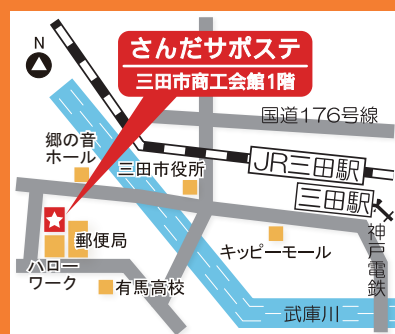 N
さんだサポステ
三田市商工会館1階
国道176号線
郷の音
ホール
三田市役所
JR三田駅
三田駅
神戸電鉄
郵便局
キッピーモール
ハロー
ワーク
有馬高校
武庫川